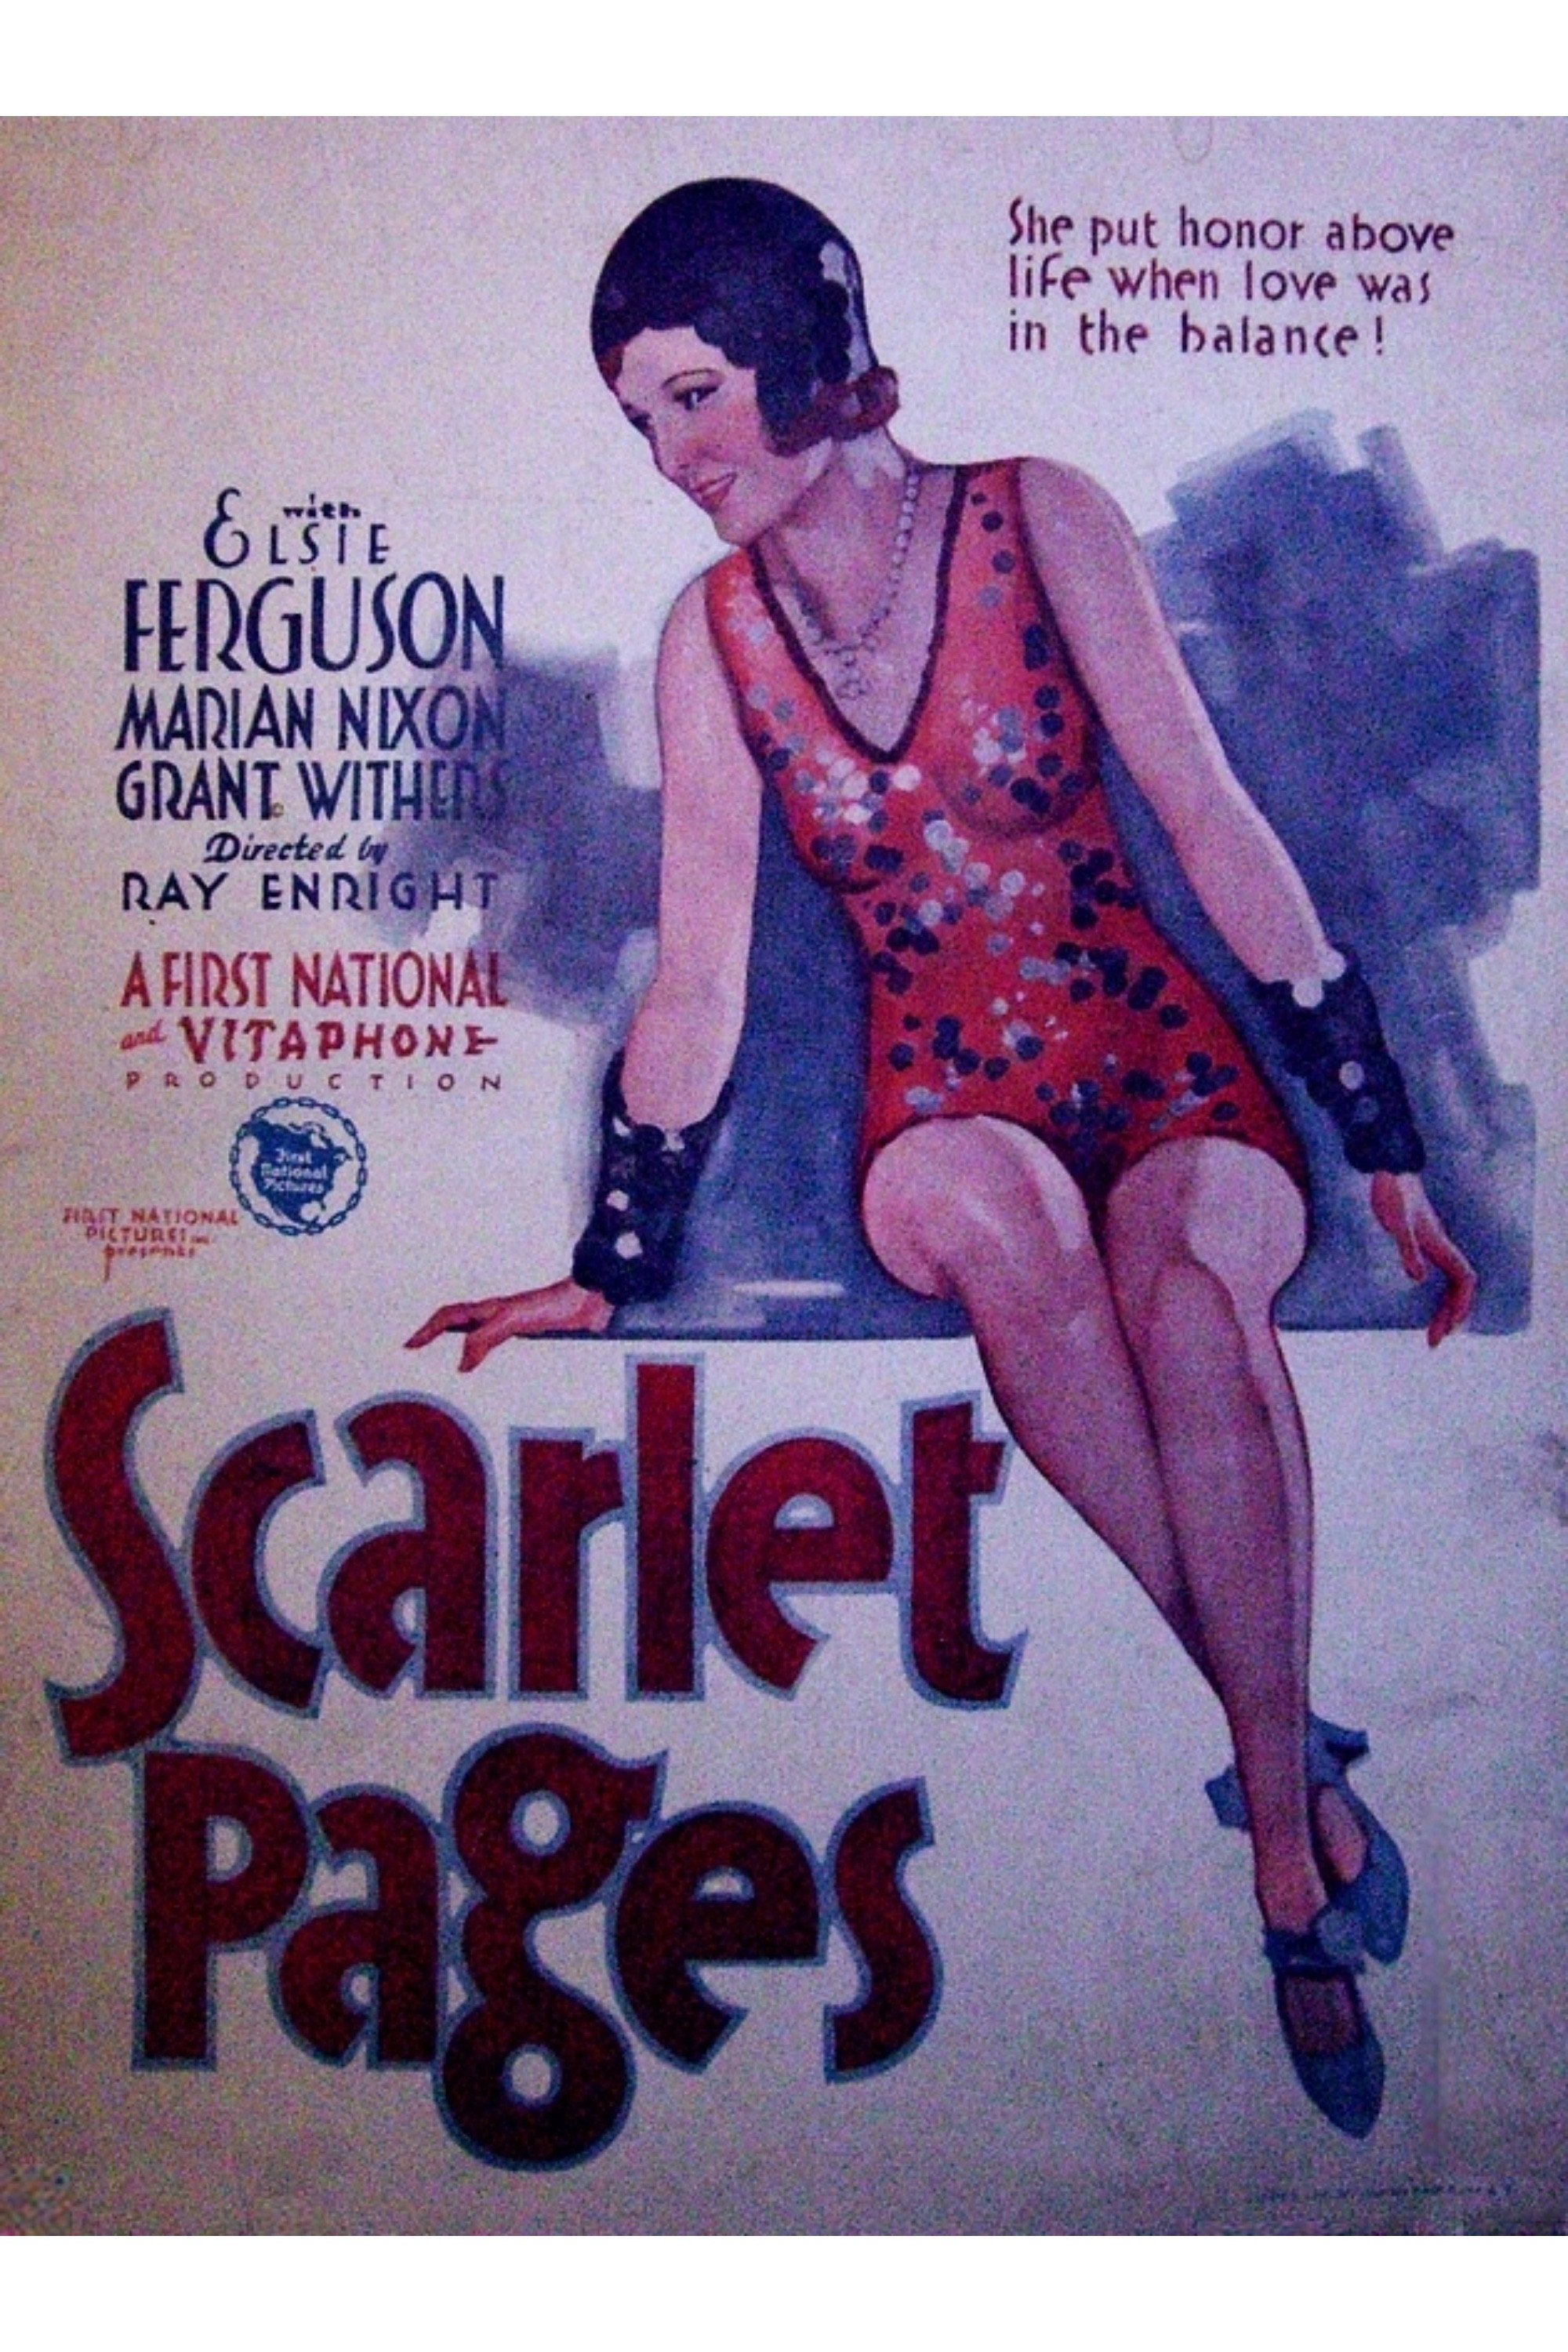 She put honor above
life when love was
in the balance!
with
ELSIE
FERGUSON
MARIAN NIXON
GRANT WITHERS
Directed by
RAY ENRIGHT
A FIRST NATIONAL
and VITAPHONE
PRODUCTION
First
National
Pictures
FIRST NATIONAL
PICTURES INC.
presents
Scarlet
Pages